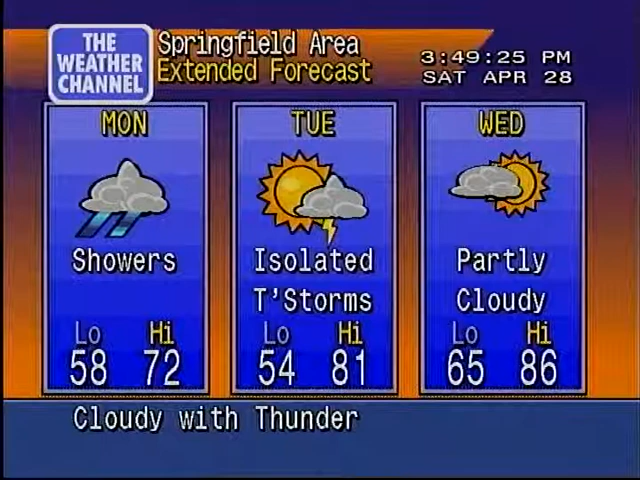 THE
WEATHER
CHANNEL
Springfield Area
Extended Forecast
3:49:25 PM
SAT APR 28
MON
Showers
Lo Hi
58 72
TUE
Isolated
T'Storms
Lo Hi
54 81
WED
Partly
Cloudy
Lo Hi
65 86
Cloudy with Thunder